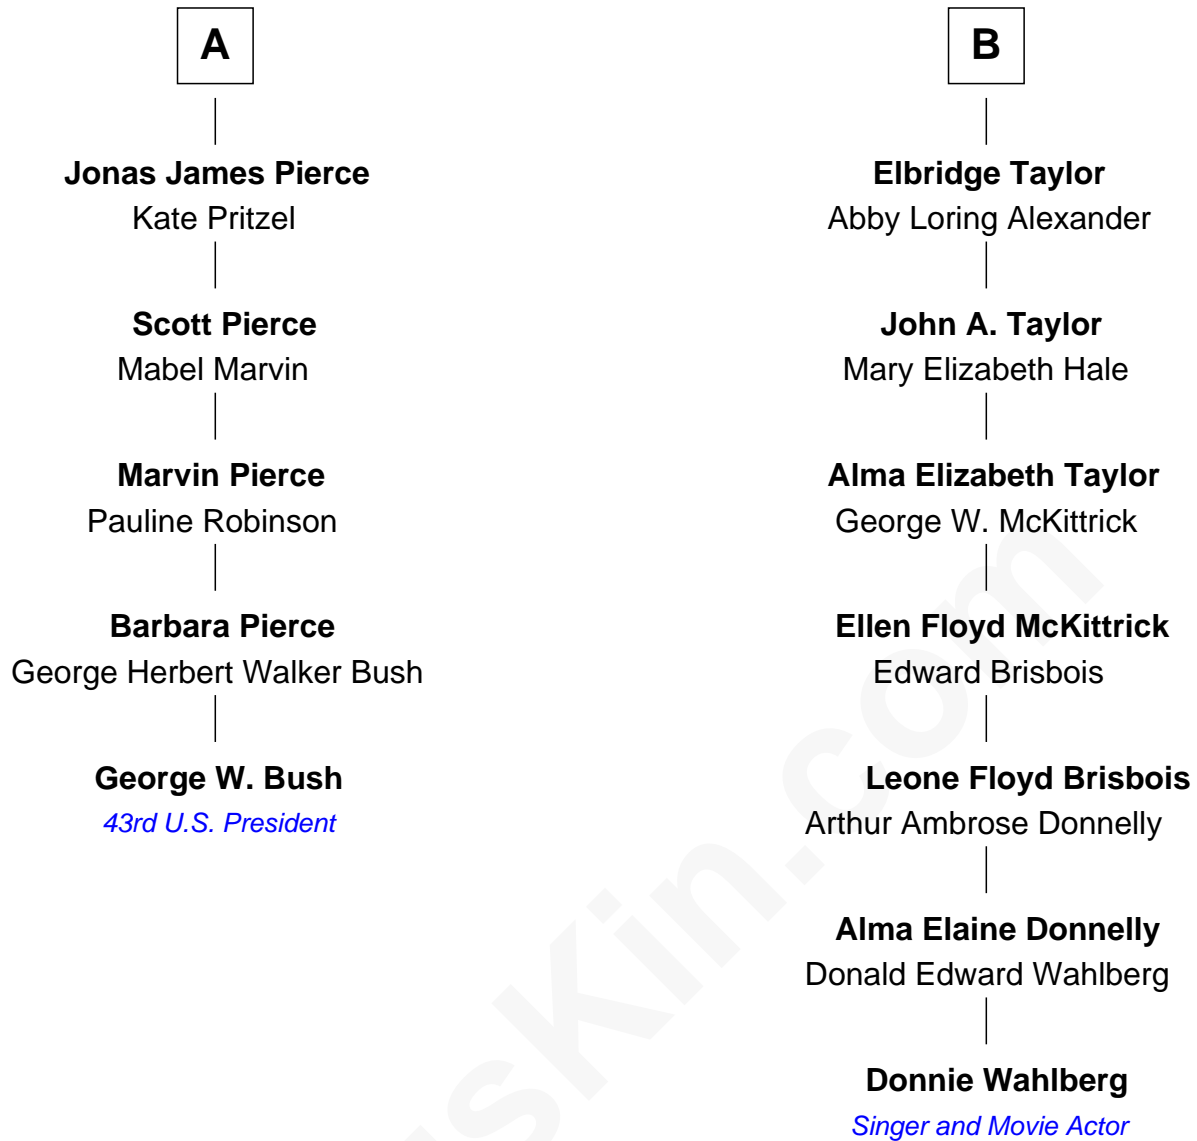 A
Jonas James Pierce
Kate Pritzel
Scott Pierce
Mabel Marvin
Marvin Pierce
Pauline Robinson
Barbara Pierce
George Herbert Walker Bush
George W. Bush
43rd U.S. President
B
Elbridge Taylor
Abby Loring Alexander
John A. Taylor
Mary Elizabeth Hale
Alma Elizabeth Taylor
George W. McKittrick
Ellen Floyd McKittrick
Edward Brisbois
Leone Floyd Brisbois
Arthur Ambrose Donnelly
Alma Elaine Donnelly
Donald Edward Wahlberg
Donnie Wahlberg
Singer and Movie Actor
sKin.com